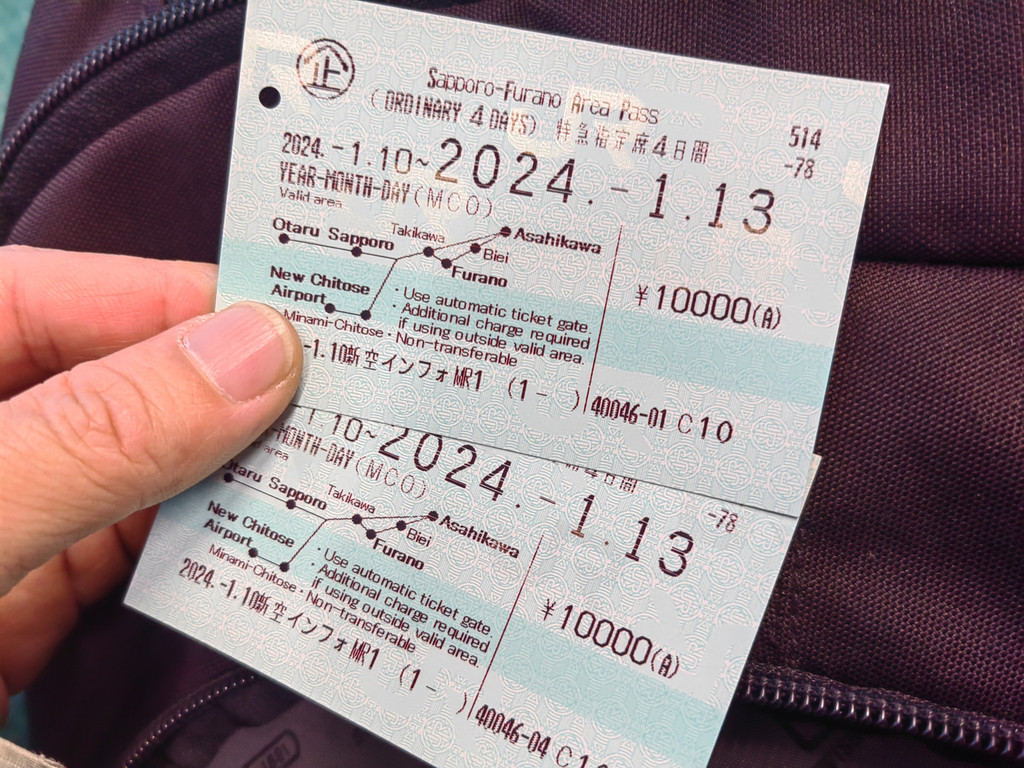 企
Sapporo-Furano Area Pass
(ORDINARY 4 DAYS) 特急指定席4日間
514
-78
2024.-1.10~2024.-1.13
YEAR-MONTH-DAY(MCO)
Valid area
Otaru Sapporo Takikawa Asahikawa
Biei
Furano
New Chitose
Airport
Minami-Chitose
・Use automatic ticket gate.
・Additional charge required
if using outside valid area.
・Non-transferable
¥10000(A)
-1.10新空インフォMR1 (1- )
40046-01 C10
1.10~2024.-1.13
-MONTH-DAY(MCO)
4日間
-78
area
Otaru Sapporo Takikawa Asahikawa
Biei
Furano
New Chitose
Airport
Minami-Chitose
・Use automatic ticket gate.
・Additional charge required
if using outside valid area.
・Non-transferable
¥10000(A)
2024.-1.10新空インフォMR1 (1- )
40046-04